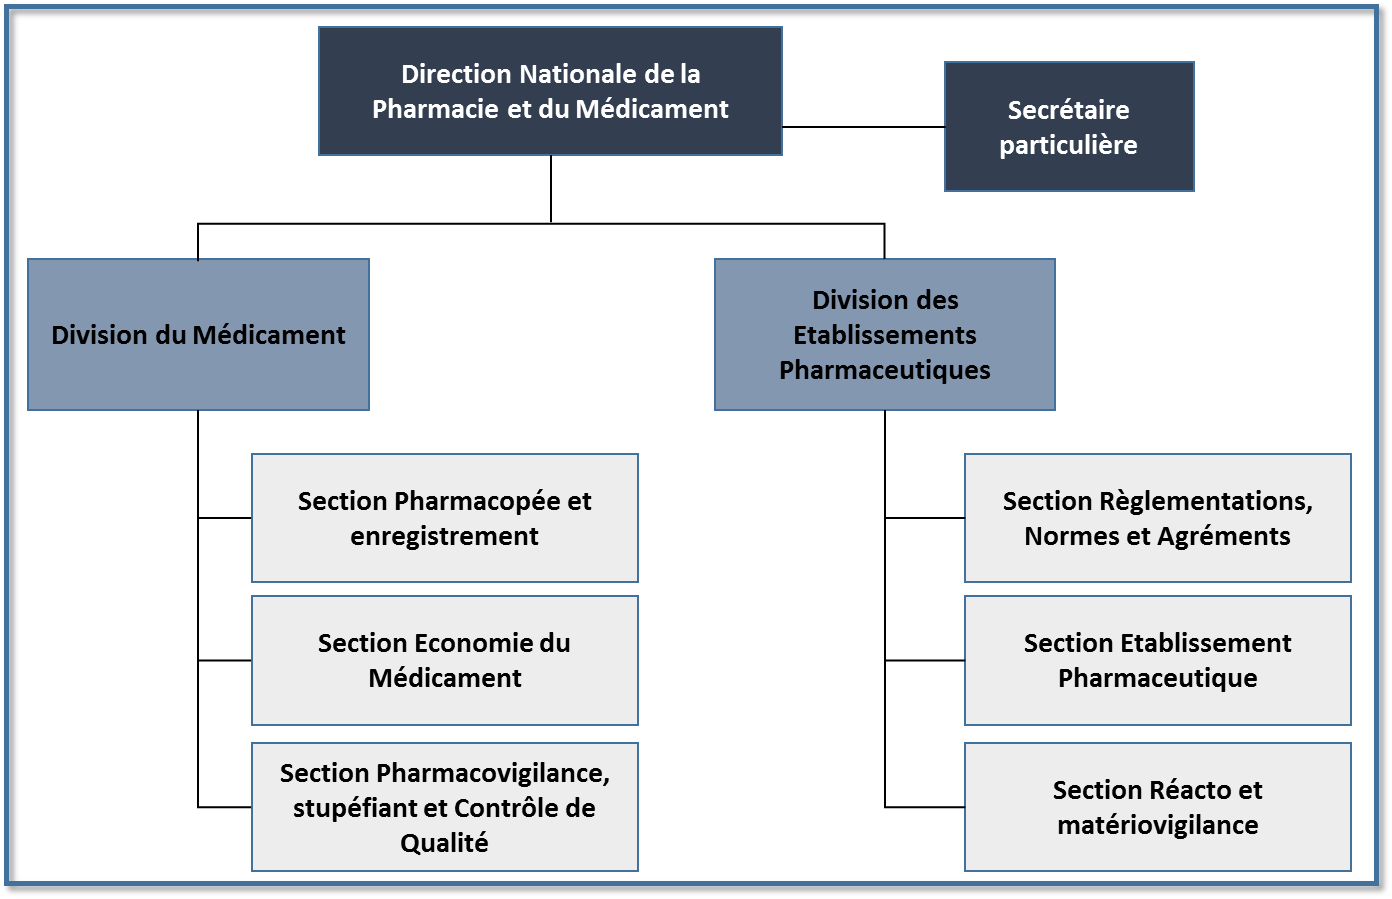 Direction Nationale de la
Pharmacie et du Médicament
Secrétaire
particulière
Division du Médicament
Division des
Etablissements
Pharmaceutiques
Section Pharmacopée et
enregistrement
Section Economie du
Médicament
Section Pharmacovigilance,
stupéfiant et Contrôle de
Qualité
Section Règlementations,
Normes et Agréments
Section Etablissement
Pharmaceutique
Section Réacto et
matériovigilance